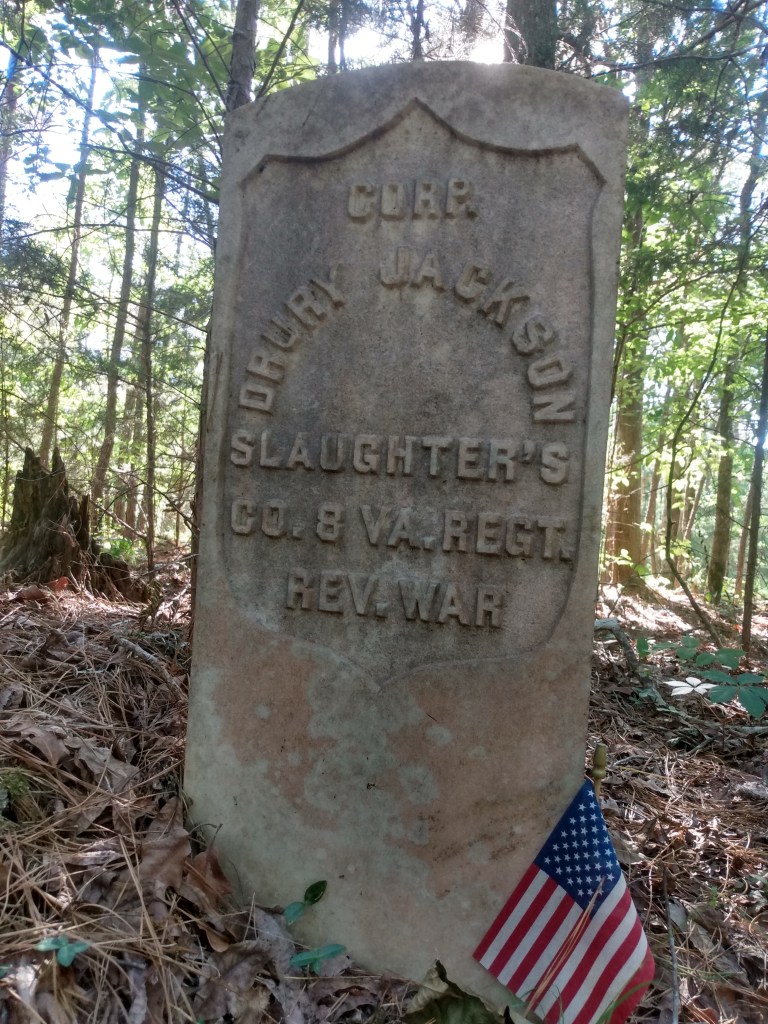 CORP.
DRURY JACKSON
SLAUGHTER'S
CO. 8 VA. REGT.
REV. WAR